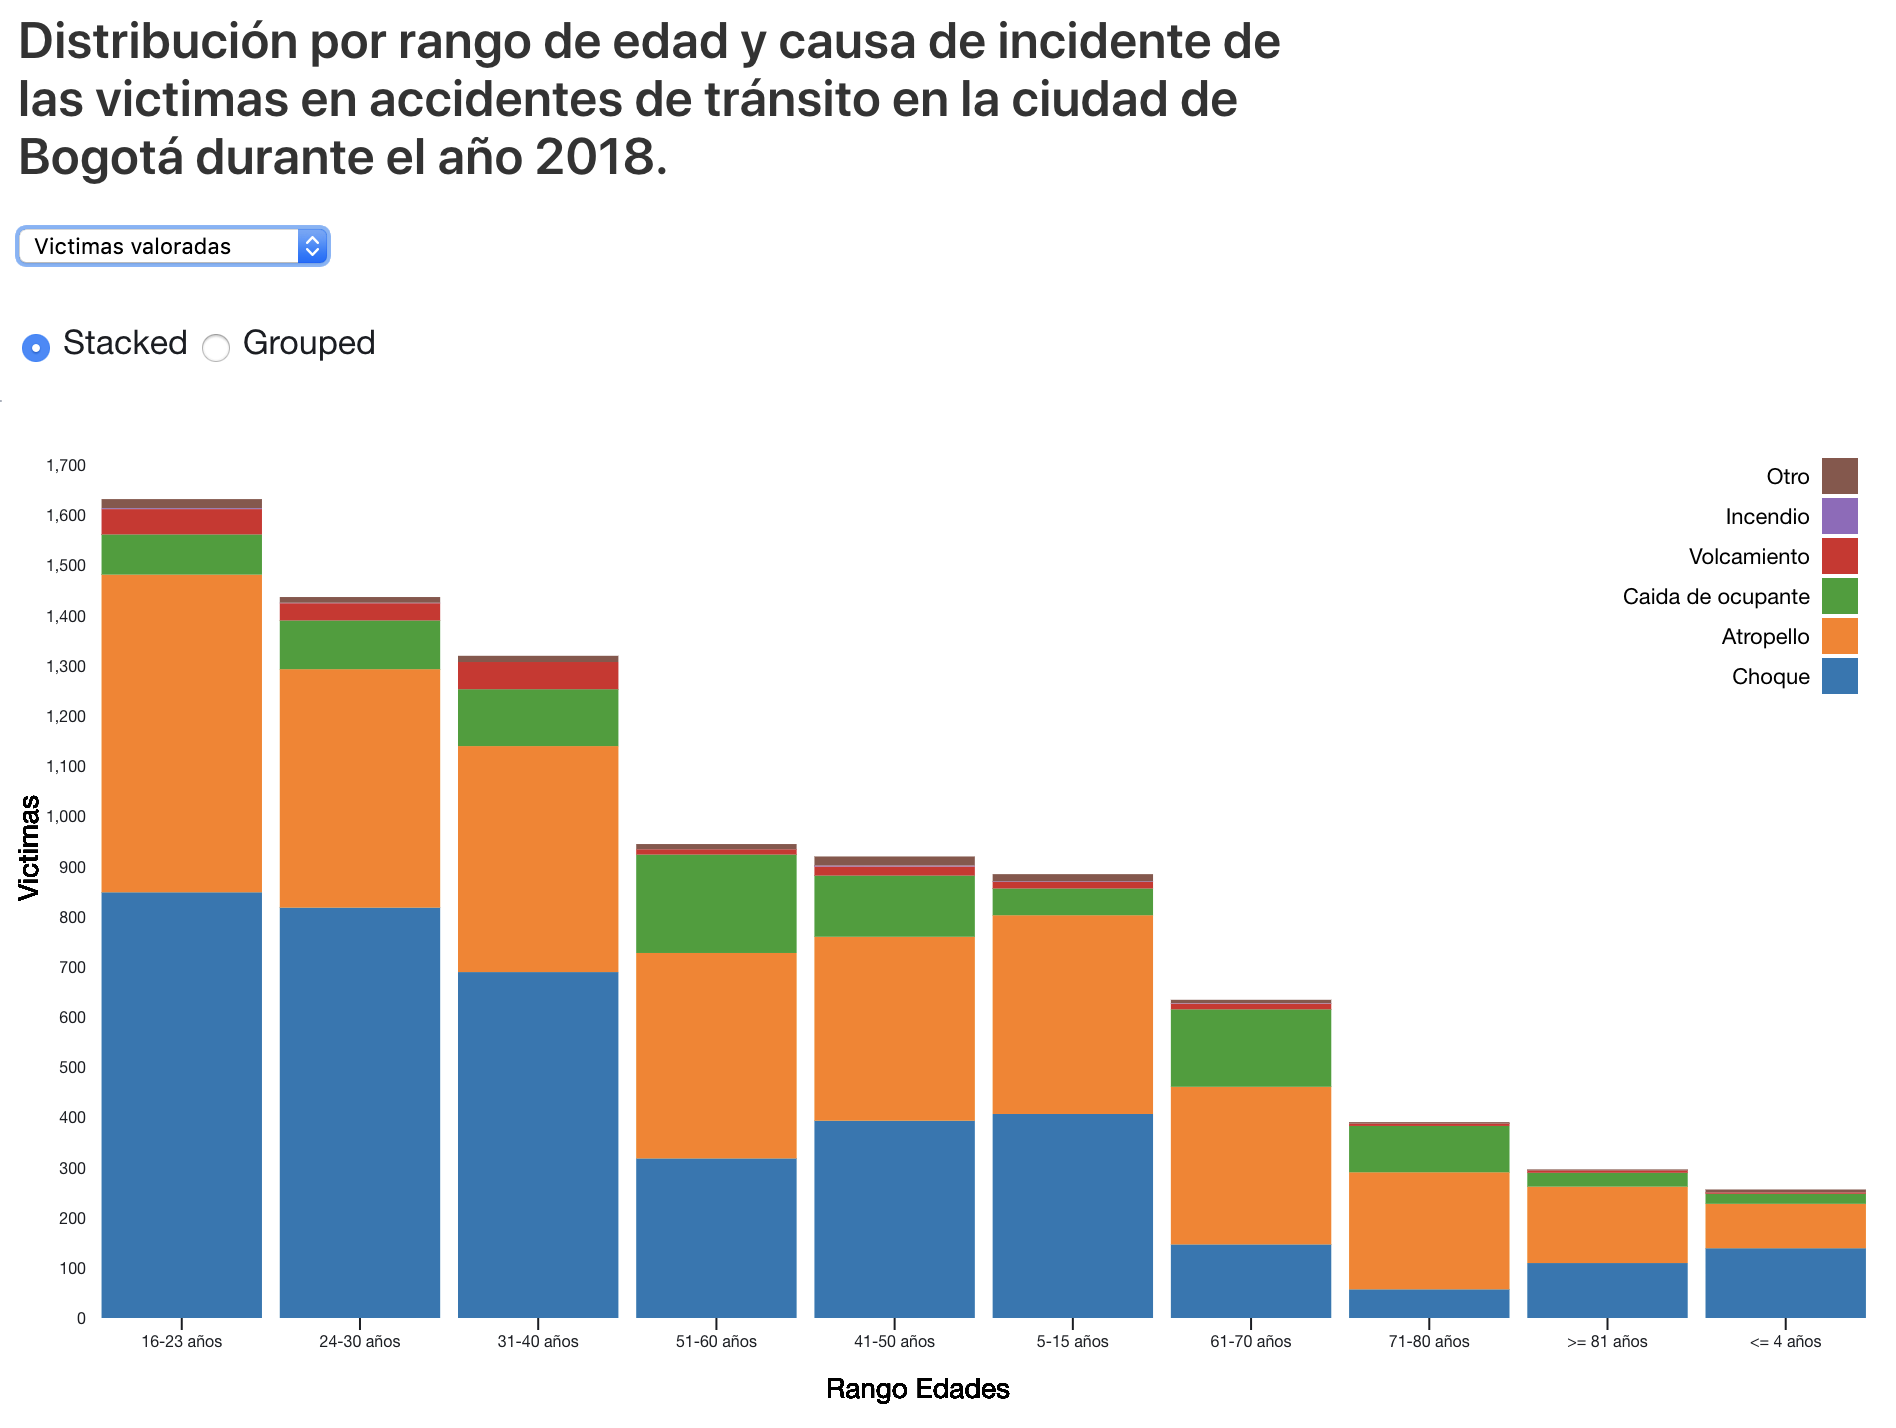 Distribución por rango de edad y causa de incidente de
las victimas en accidentes de tránsito en la ciudad de
Bogotá durante el año 2018.
Victimas valoradas
Stacked Grouped
1,700
1,600
1,500
1,400
1,300
1,200
1,100
1,000
900
800
700
600
500
400
300
200
100
0
Victimas
Otro
Incendio
Volcamiento
Caida de ocupante
Atropello
Choque
16-23 años 24-30 años 31-40 años 51-60 años 41-50 años 5-15 años 61-70 años 71-80 años >= 81 años <= 4 años
Rango Edades